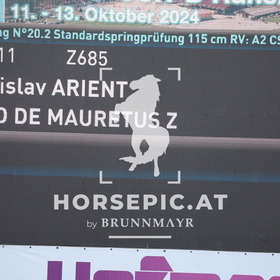 11. - 13. Oktober 2024
N°20.2 Standardspringprüfung 115 cm RV: A2 CS
11 Z685
islav ARIENT
DE MAURETUS Z
HORSEPIC.AT
by BRUNNMAYR